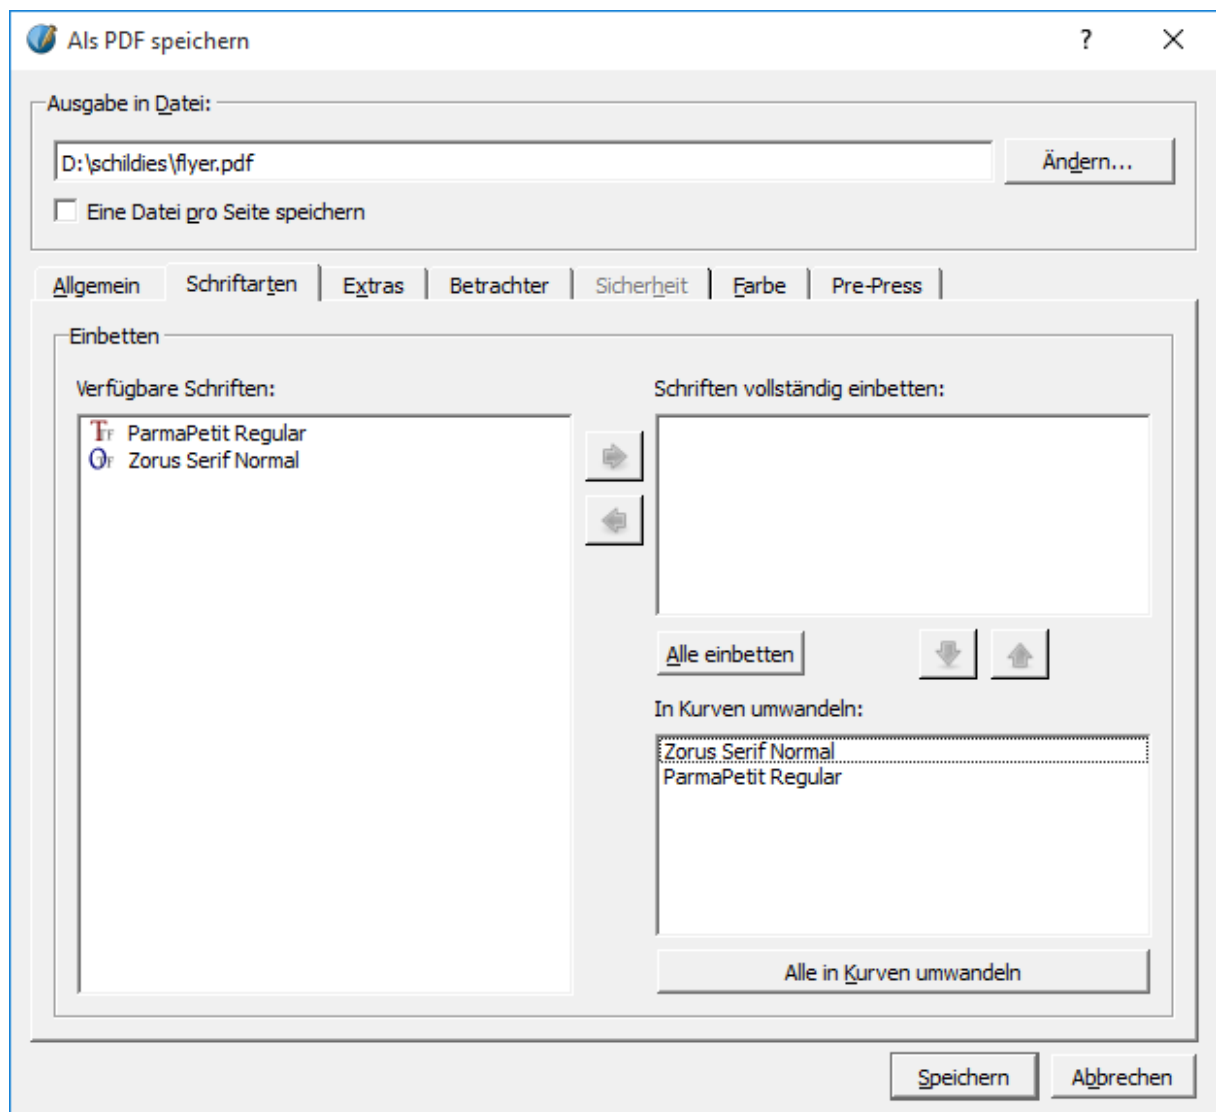 Als PDF speichern
?
Ausgabe in Datei:
D:\schildies\flyer.pdf
Ändern...
Eine Datei pro Seite speichern
Allgemein Schriftarten Extras Betrachter Sicherheit Farbe Pre-Press
Einbetten
Verfügbare Schriften:
TTF ParmaPetit Regular
OTF Zorus Serif Normal
Schriften vollständig einbetten:
Alle einbetten
In Kurven umwandeln:
Zorus Serif Normal
ParmaPetit Regular
Alle in Kurven umwandeln
Speichern Abbrechen